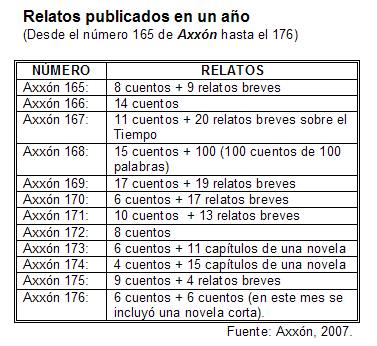 Relatos publicados en un año
(Desde el número 165 de Axxón hasta el 176)
NÚMERO RELATOS
Axxón 165: 8 cuentos + 9 relatos breves
Axxón 166: 14 cuentos
Axxón 167: 11 cuentos + 20 relatos breves sobre el
Tiempo
Axxón 168: 15 cuentos + 100 (100 cuentos de 100
palabras)
Axxón 169: 17 cuentos + 19 relatos breves
Axxón 170: 6 cuentos + 17 relatos breves
Axxón 171: 10 cuentos + 13 relatos breves
Axxón 172: 8 cuentos
Axxón 173: 6 cuentos + 11 capítulos de una novela
Axxón 174: 4 cuentos + 15 capítulos de una novela
Axxón 175: 9 cuentos + 4 relatos breves
Axxón 176: 6 cuentos + 6 cuentos (en este mes se
incluyó una novela corta).
Fuente: Axxón, 2007.